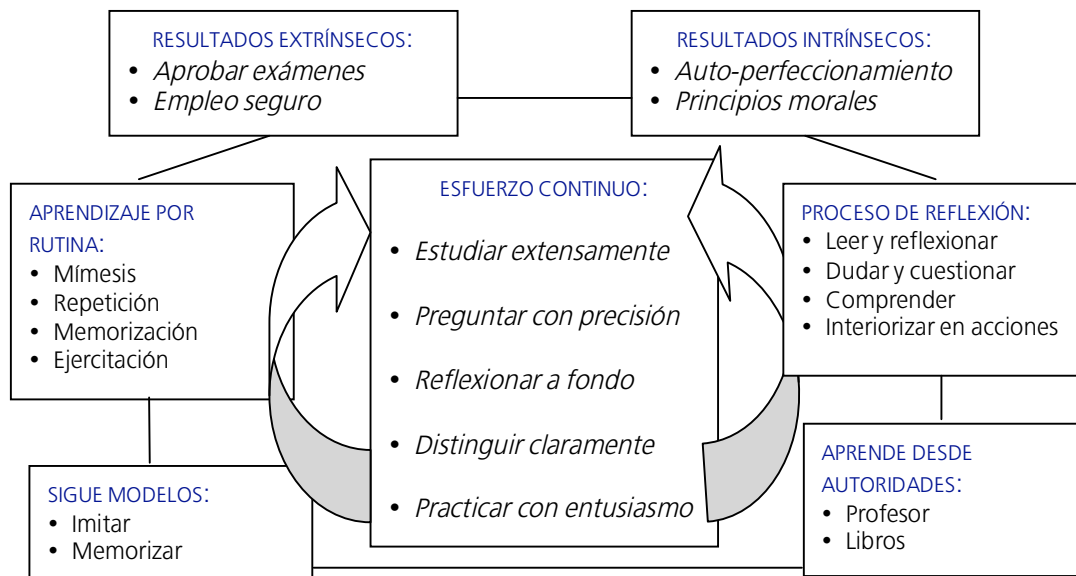 RESULTADOS EXTRÍNSECOS:
• Aprobar exámenes
• Empleo seguro
RESULTADOS INTRÍNSECOS:
• Auto-perfeccionamiento
• Principios morales
APRENDIZAJE POR
RUTINA:
• Mímesis
• Repetición
• Memorización
• Ejercitación
ESFUERZO CONTINUO:
• Estudiar extensamente
• Preguntar con precisión
• Reflexionar a fondo
• Distinguir claramente
• Practicar con entusiasmo
PROCESO DE REFLEXIÓN:
• Leer y reflexionar
• Dudar y cuestionar
• Comprender
• Interiorizar en acciones
SIGUE MODELOS:
• Imitar
• Memorizar
APRENDE DESDE
AUTORIDADES:
• Profesor
• Libros